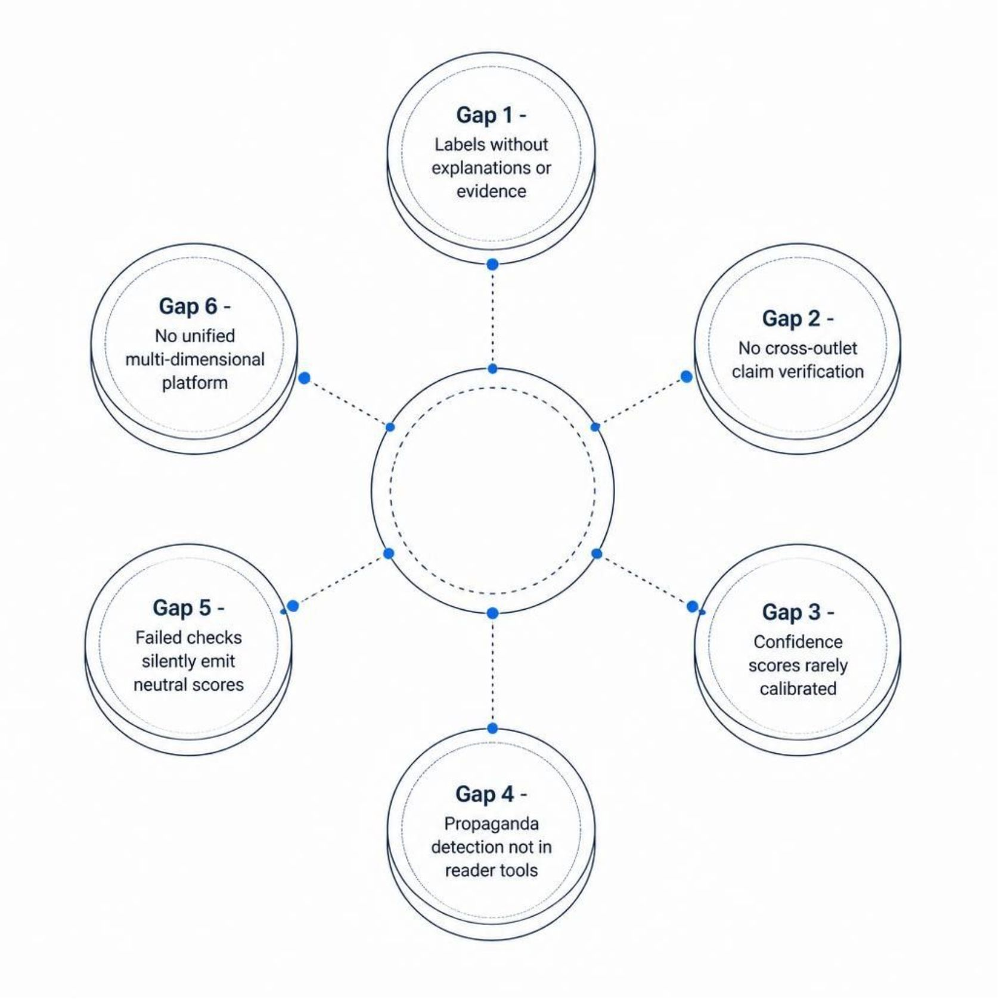 Gap 1 -
Labels without
explanations or
evidence
Gap 2 -
No cross-outlet
claim verification
Gap 3 -
Confidence
scores rarely
calibrated
Gap 4 -
Propaganda
detection not in
reader tools
Gap 5 -
Failed checks
silently emit
neutral scores
Gap 6 -
No unified
multi-dimensional
platform